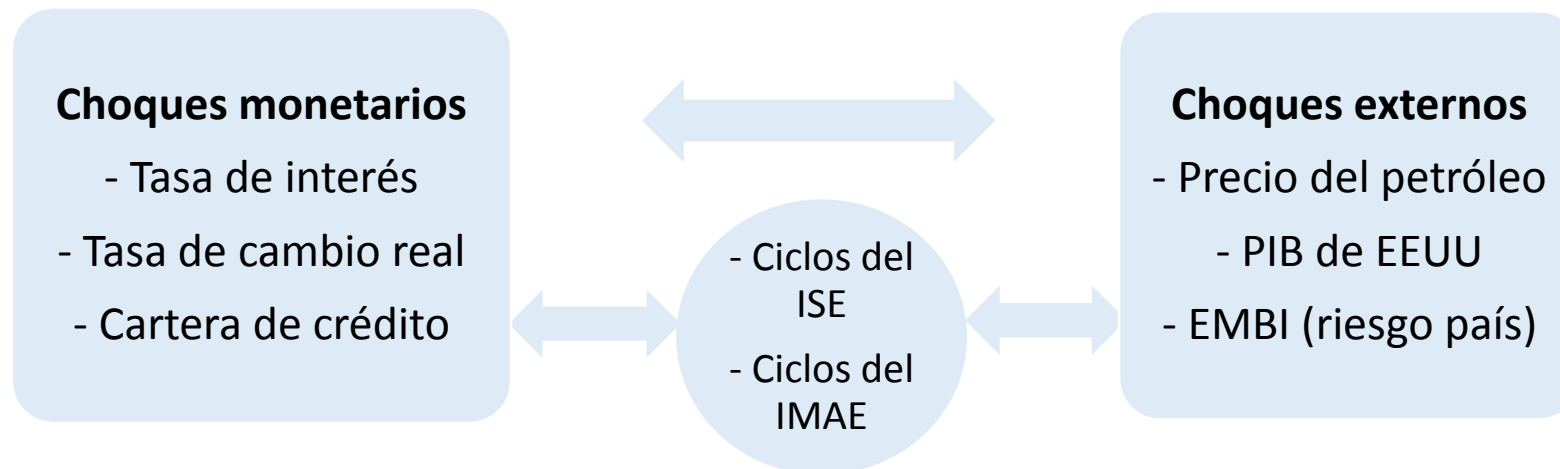 Choques monetarios
- Tasa de interés
- Tasa de cambio real
- Cartera de crédito
- Ciclos del
ISE
- Ciclos del
IMAE
Choques externos
- Precio del petróleo
- PIB de EEUU
- EMBI (riesgo país)